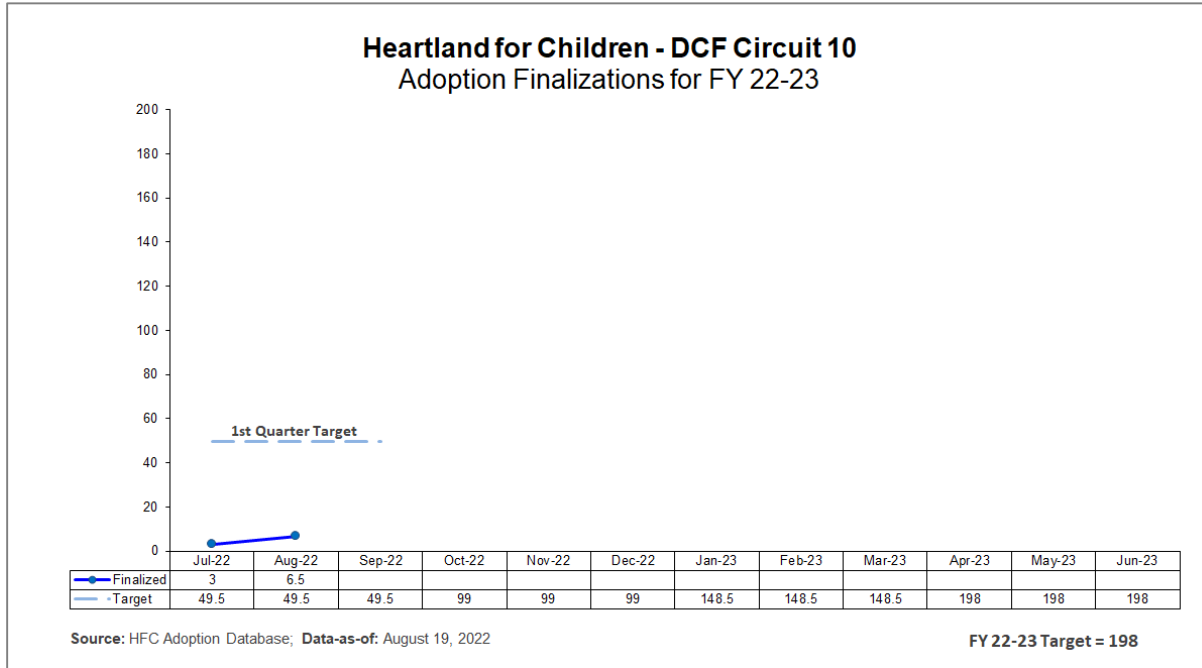 Heartland for Children - DCF Circuit 10
Adoption Finalizations for FY 22-23
200
180
160
140
120
100
80
60
1st Quarter Target
40
20
0
Jul-22 Aug-22 Sep-22 Oct-22 Nov-22 Dec-22 Jan-23 Feb-23 Mar-23 Apr-23 May-23 Jun-23
Finalized 3 6.5
Target 49.5 49.5 49.5 99 99 99 148.5 148.5 148.5 198 198 198
Source: HFC Adoption Database; Data-as-of: August 19, 2022
FY 22-23 Target = 198